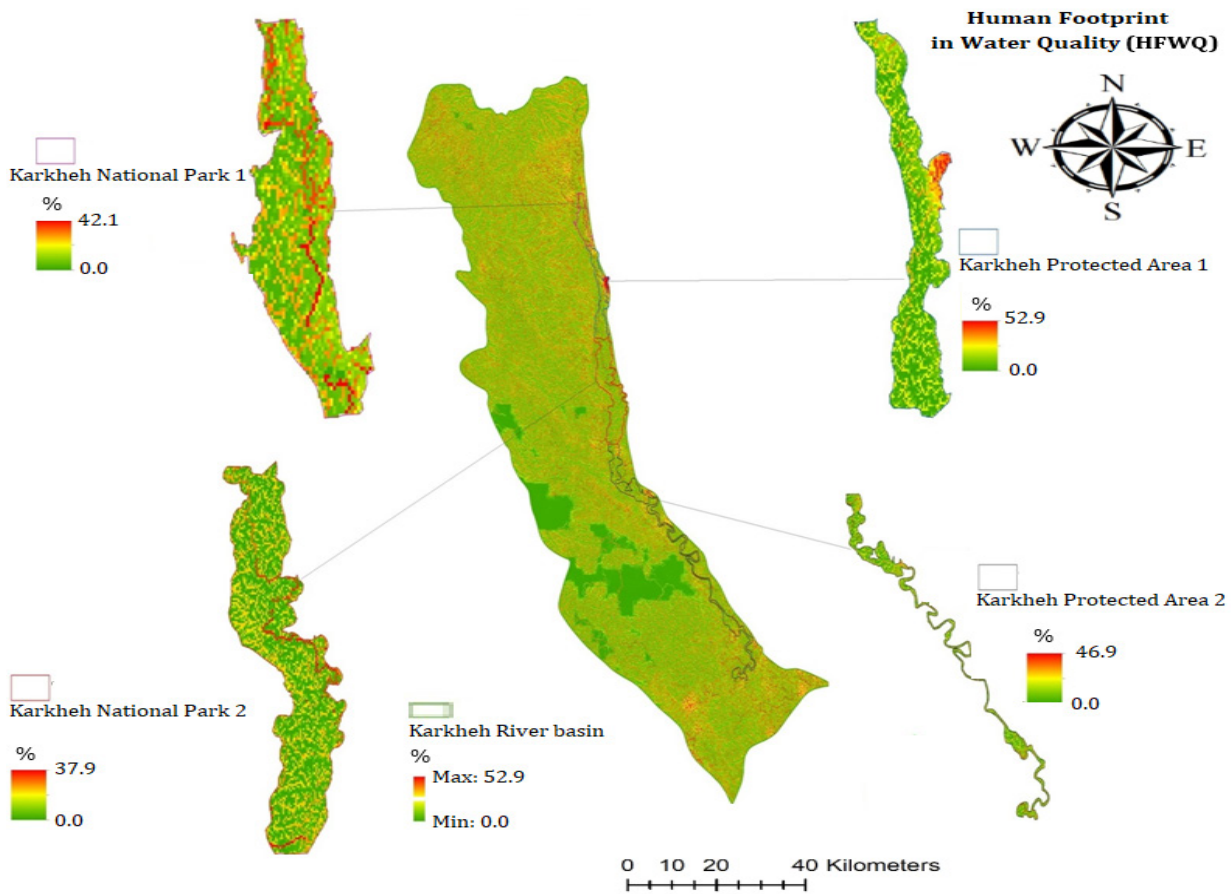 Human Footprint
in Water Quality (HFWQ)
N
W E
S
Karkheh National Park 1
%
42.1
0.0
Karkheh Protected Area 1
%
52.9
0.0
Karkheh National Park 2
%
37.9
0.0
Karkheh River basin
%
Max: 52.9
Min: 0.0
Karkheh Protected Area 2
%
46.9
0.0
0 10 20 40 Kilometers